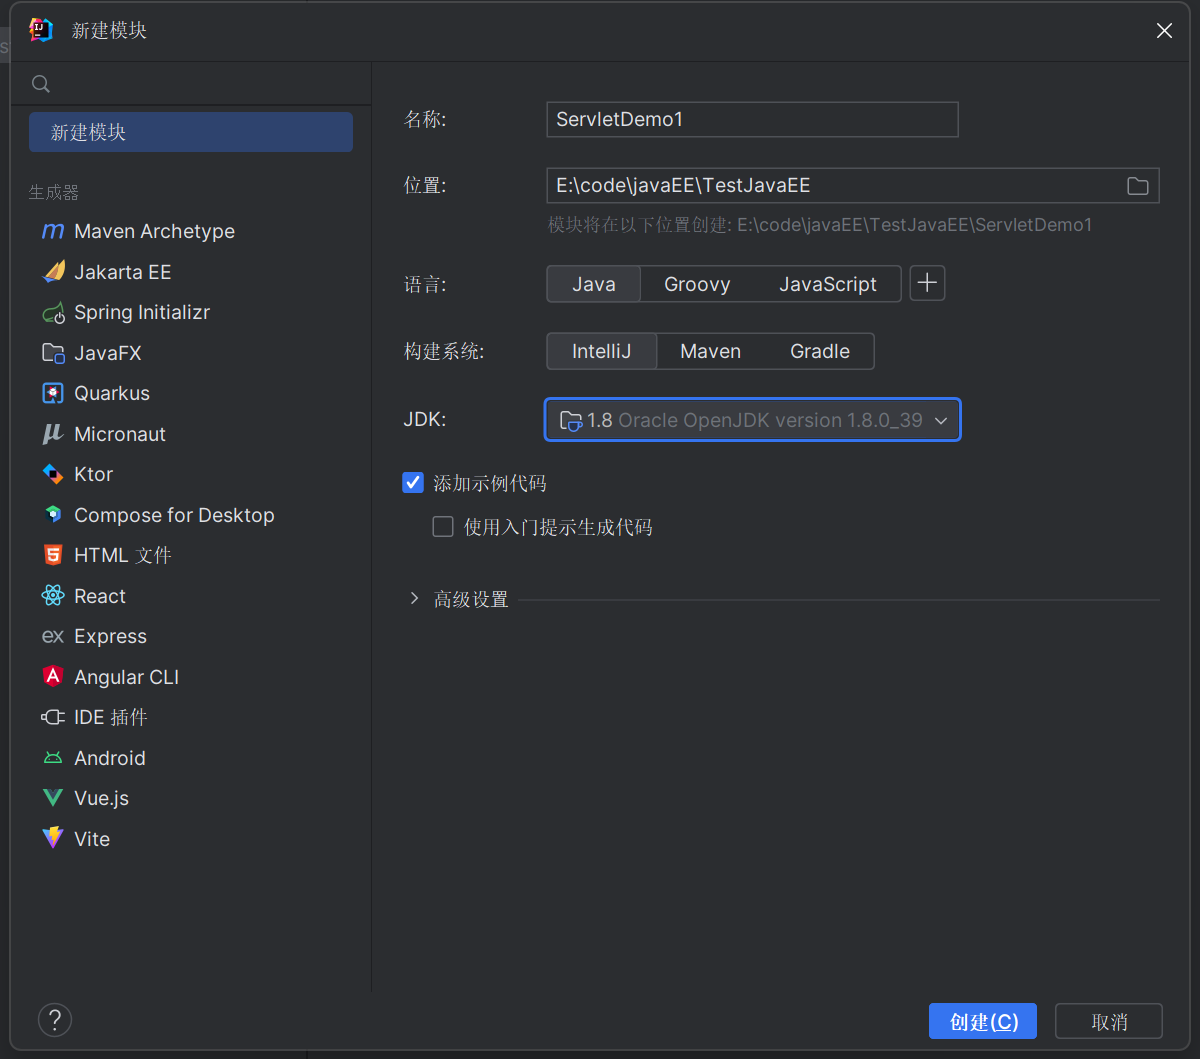 新建模块
新建模块
生成器
Maven Archetype
Jakarta EE
Spring Initializr
JavaFX
Quarkus
Micronaut
Ktor
Compose for Desktop
HTML 文件
React
Express
Angular CLI
IDE 插件
Android
Vue.js
Vite
名称:
ServletDemo1
位置:
E:\code\javaEE\TestJavaEE
模块将在以下位置创建: E:\code\javaEE\TestJavaEE\ServletDemo1
语言:
Java Groovy JavaScript
构建系统:
IntelliJ Maven Gradle
JDK:
1.8 Oracle OpenJDK version 1.8.0_39
添加示例代码
使用入门提示生成代码
高级设置
?
创建(C) 取消